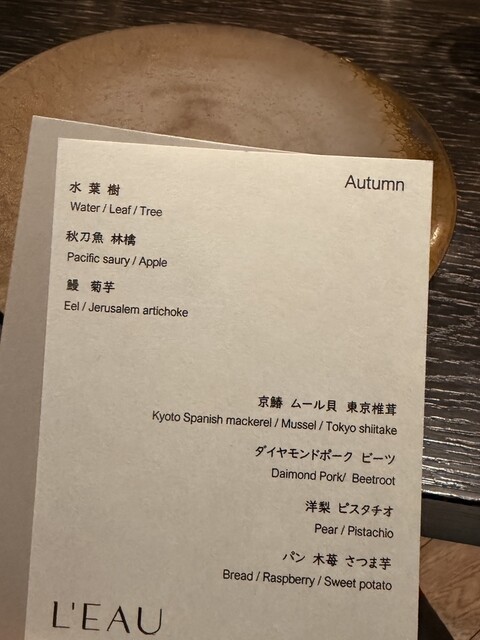 Autumn
水 葉 樹
Water / Leaf / Tree
秋刀魚 林檎
Pacific saury / Apple
鰻 菊芋
Eel / Jerusalem artichoke
京鰆 ムール貝 東京椎茸
Kyoto Spanish mackerel / Mussel / Tokyo shiitake
ダイヤモンドポーク ビーツ
Daimond Pork/ Beetroot
洋梨 ピスタチオ
Pear / Pistachio
パン 木苺 さつま芋
Bread / Raspberry / Sweet potato
L'EAU